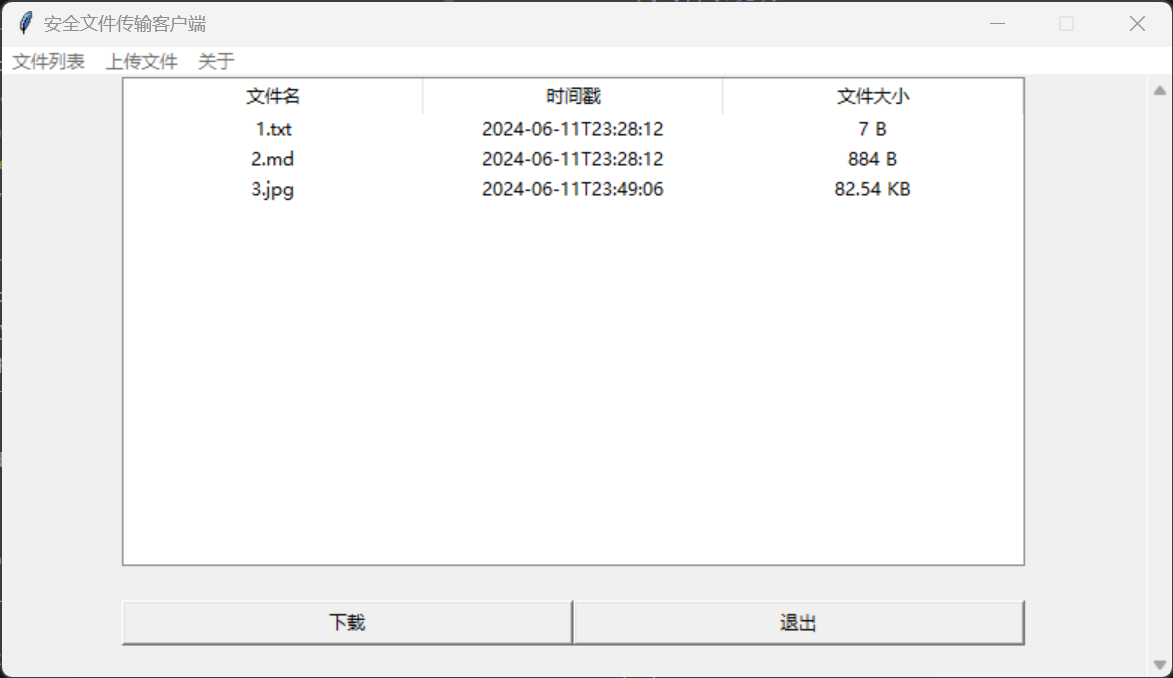 安全文件传输客户端
文件列表 上传文件 关于
文件名 时间戳 文件大小
1.txt 2024-06-11T23:28:12 7 B
2.md 2024-06-11T23:28:12 884 B
3.jpg 2024-06-11T23:49:06 82.54 KB
下载 退出